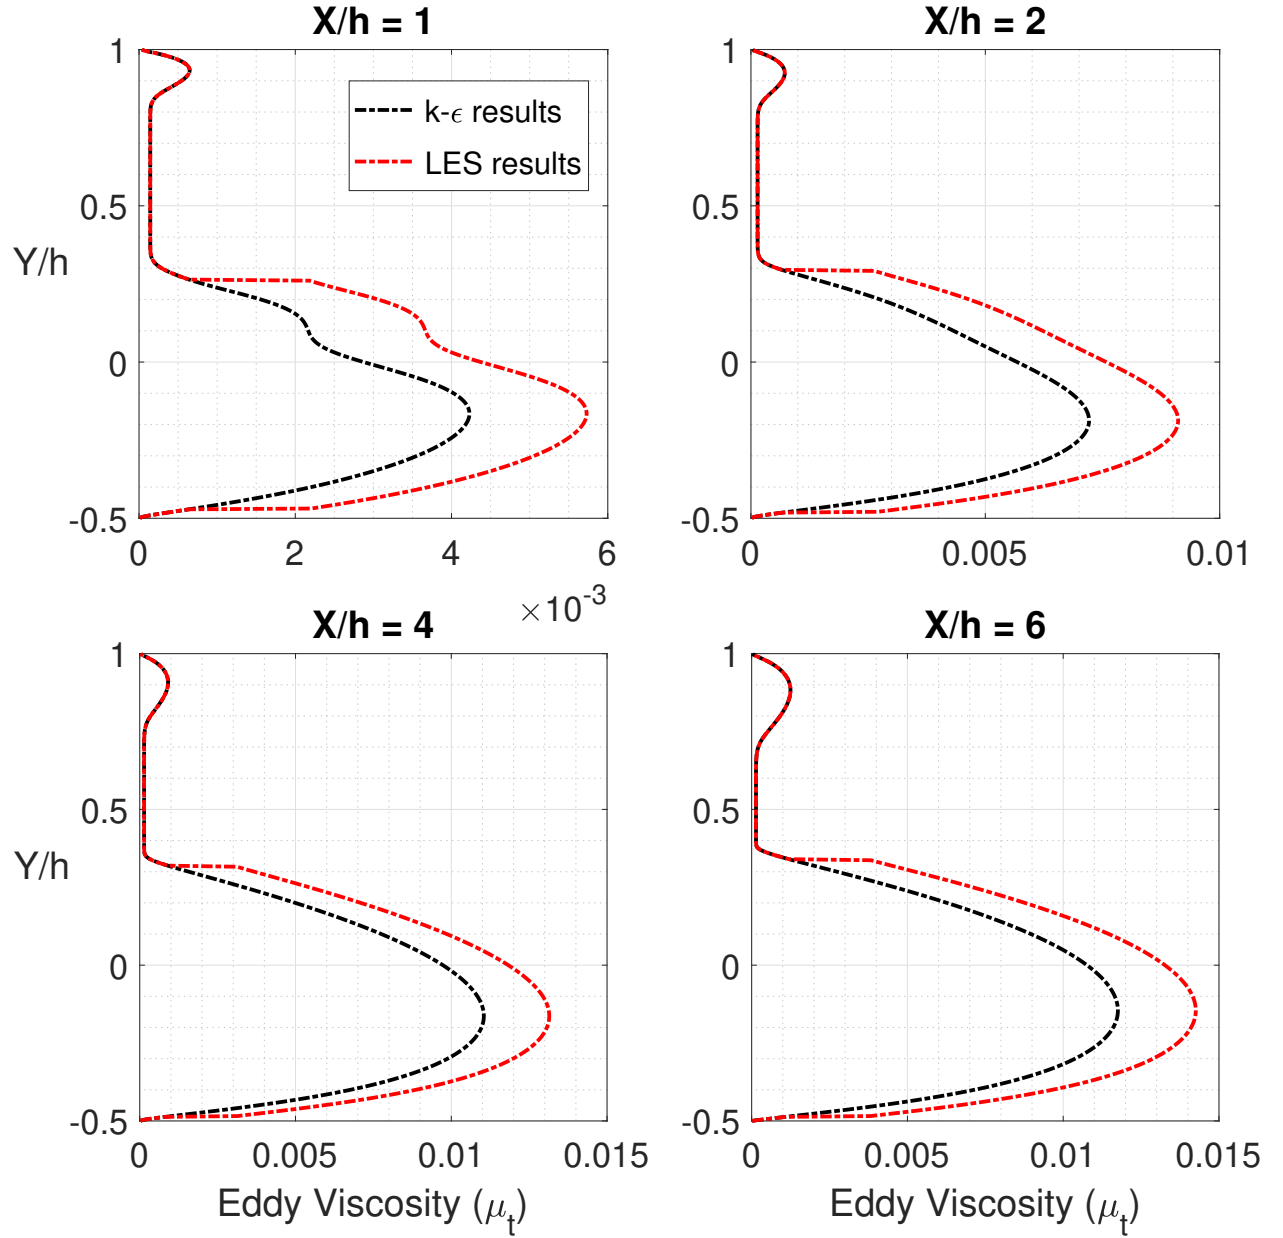 X/h = 1
X/h = 2
1
0.5
0
-0.5
Y/h
k-ϵ results
LES results
0 2 4 6
×10⁻³
1
0.5
0
-0.5
0 0.005 0.01
X/h = 4
X/h = 6
1
0.5
0
-0.5
Y/h
0 0.005 0.01 0.015
Eddy Viscosity (μₜ)
1
0.5
0
-0.5
0 0.005 0.01 0.015
Eddy Viscosity (μₜ)